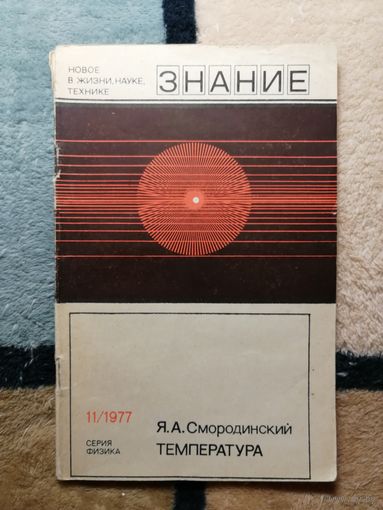 НОВОЕ
В ЖИЗНИ, НАУКЕ,
ТЕХНИКЕ
ЗНАНИЕ
11/1977
СЕРИЯ
ФИЗИКА
Я.А.Смородинский
ТЕМПЕРАТУРА